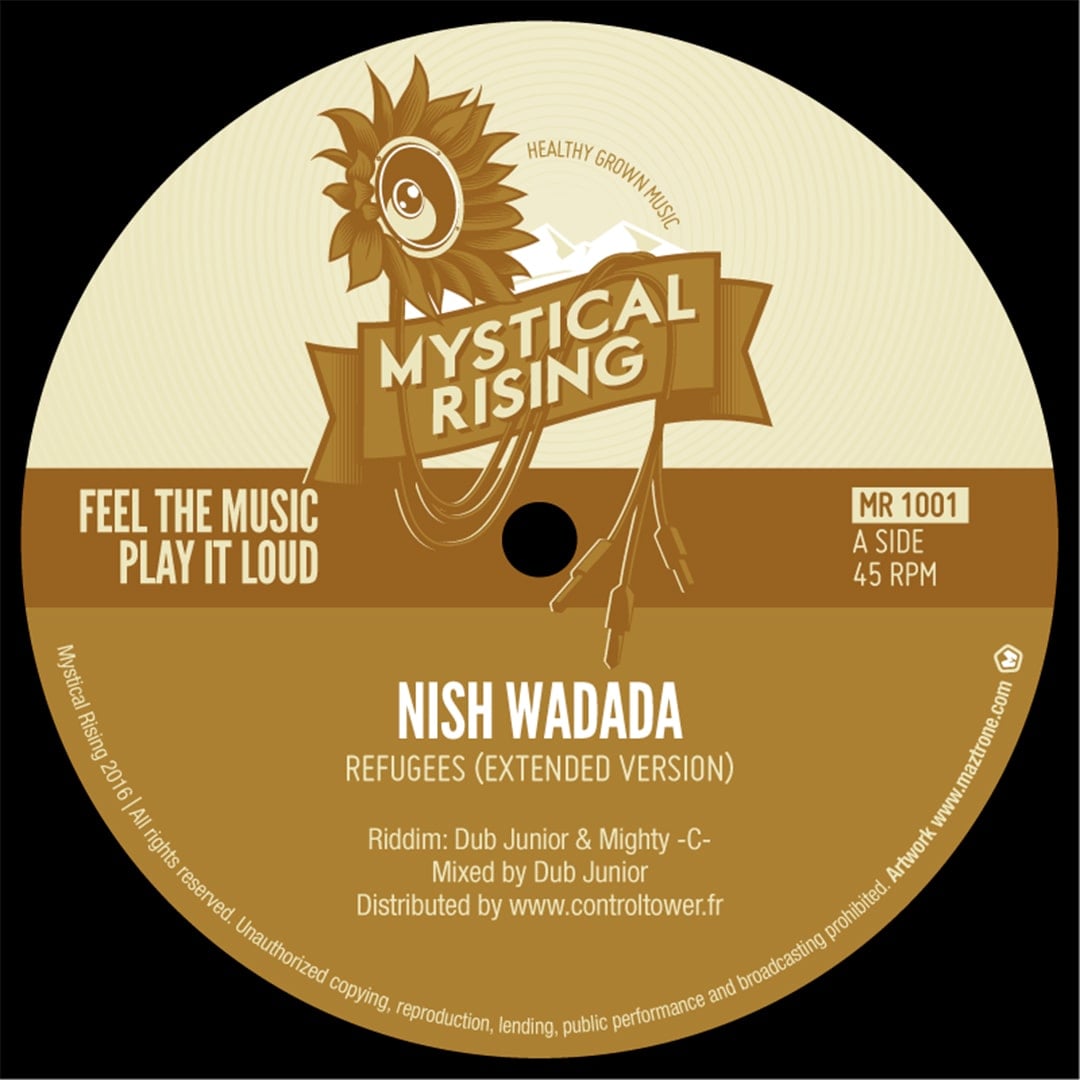 HEALTHY GROWN MUSIC
MYSTICAL
RISING
FEEL THE MUSIC
PLAY IT LOUD
MR 1001
A SIDE
45 RPM
NISH WADADA
REFUGEES (EXTENDED VERSION)
Riddim: Dub Junior & Mighty -C-
Mixed by Dub Junior
Distributed by www.controltower.fr
Mystical Rising 2016 | All rights reserved. Unauthorized copying, reproduction, lending, public performance and broadcasting prohibited. Artwork www.maztrone.com